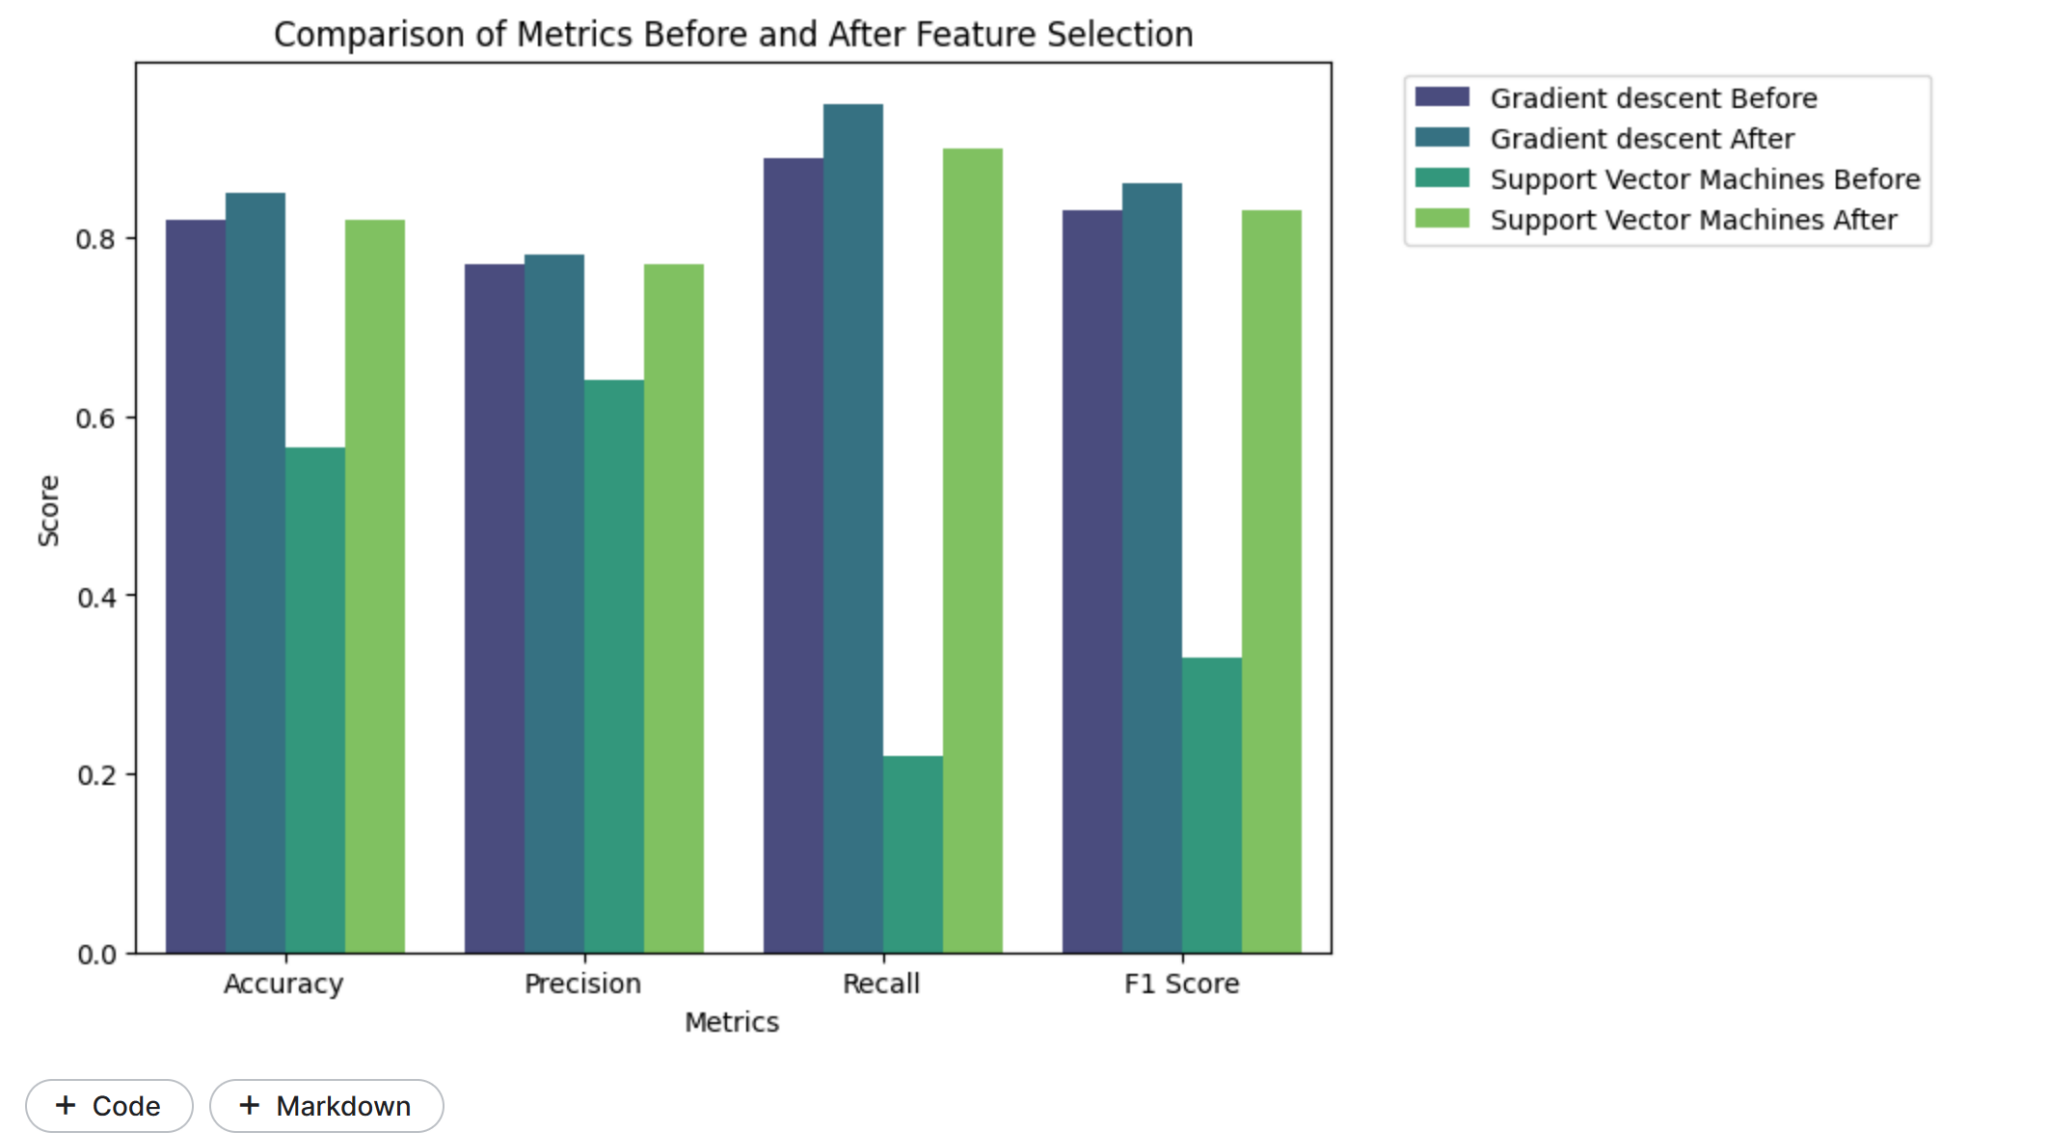 Comparison of Metrics Before and After Feature Selection
Gradient descent Before
Gradient descent After
Support Vector Machines Before
Support Vector Machines After
0.8
0.6
0.4
0.2
0.0
Score
Accuracy Precision Recall F1 Score
Metrics
+ Code + Markdown